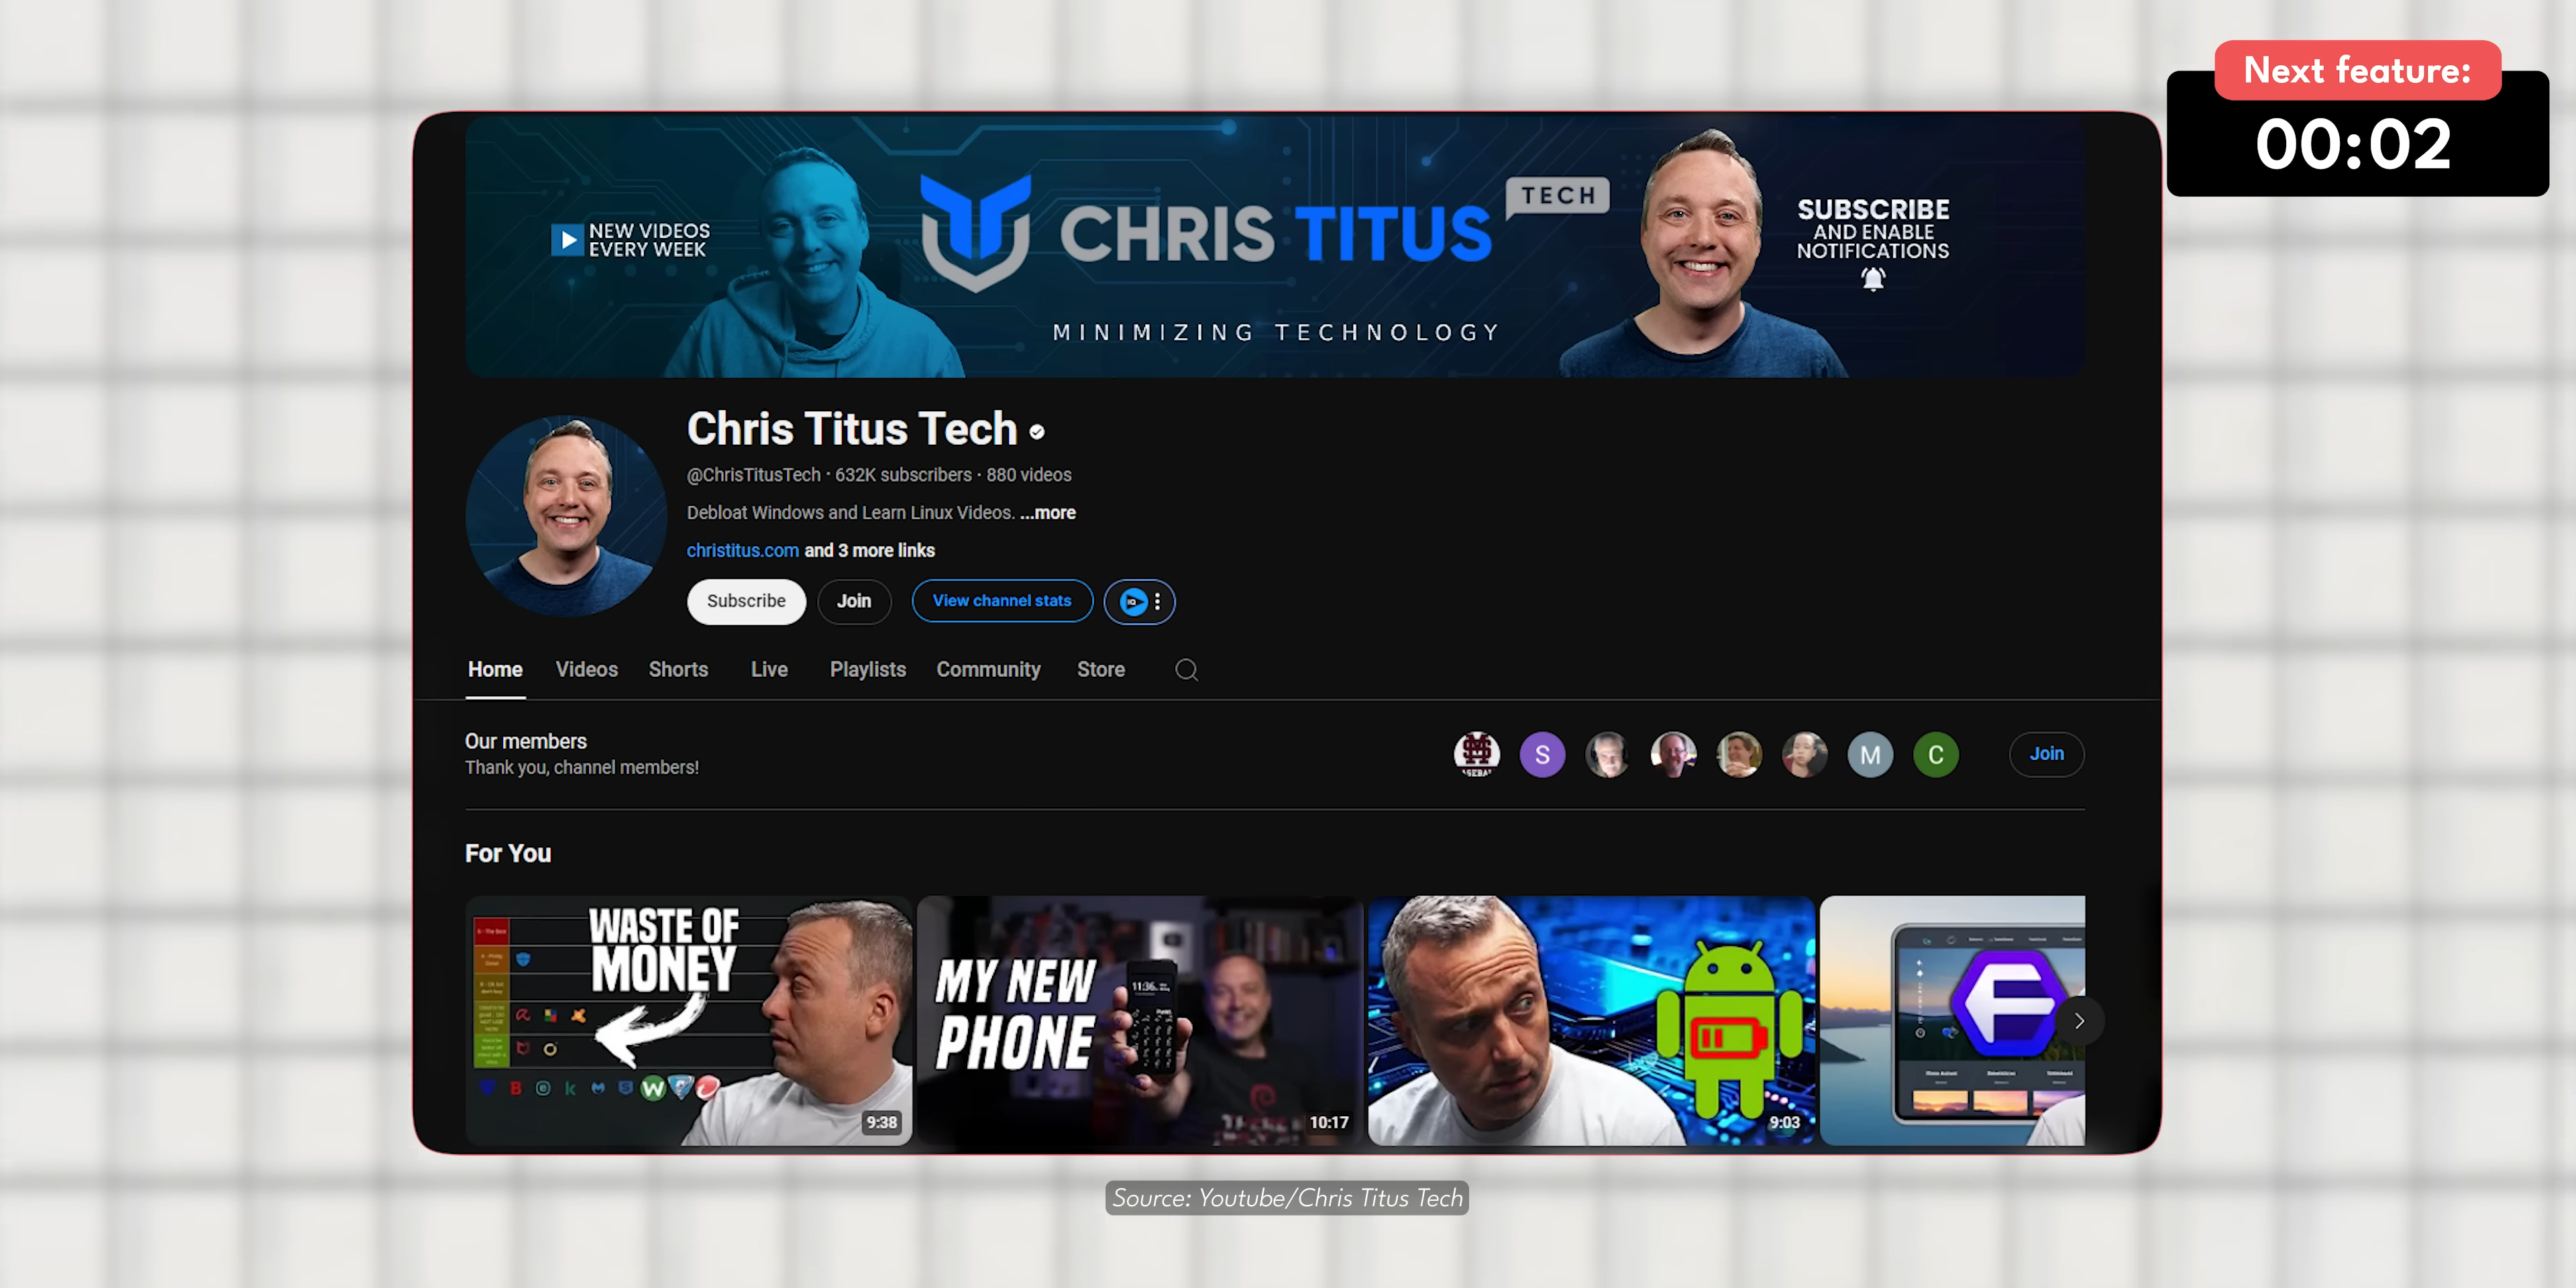 Next feature:
00:02
NEW VIDEOS
EVERY WEEK
CHRIS TITUS
TECH
MINIMIZING TECHNOLOGY
SUBSCRIBE
AND ENABLE
NOTIFICATIONS
Chris Titus Tech
@ChrisTitusTech · 632K subscribers · 880 videos
Debloat Windows and Learn Linux Videos. ...more
christitus.com and 3 more links
Subscribe
Join
View channel stats
IQ
Home
Videos
Shorts
Live
Playlists
Community
Store
Our members
Thank you, channel members!
S
M
C
Join
For You
WASTE OF
MONEY
9:38
MY NEW
PHONE
11:36
10:17
9:03
Source: Youtube/Chris Titus Tech